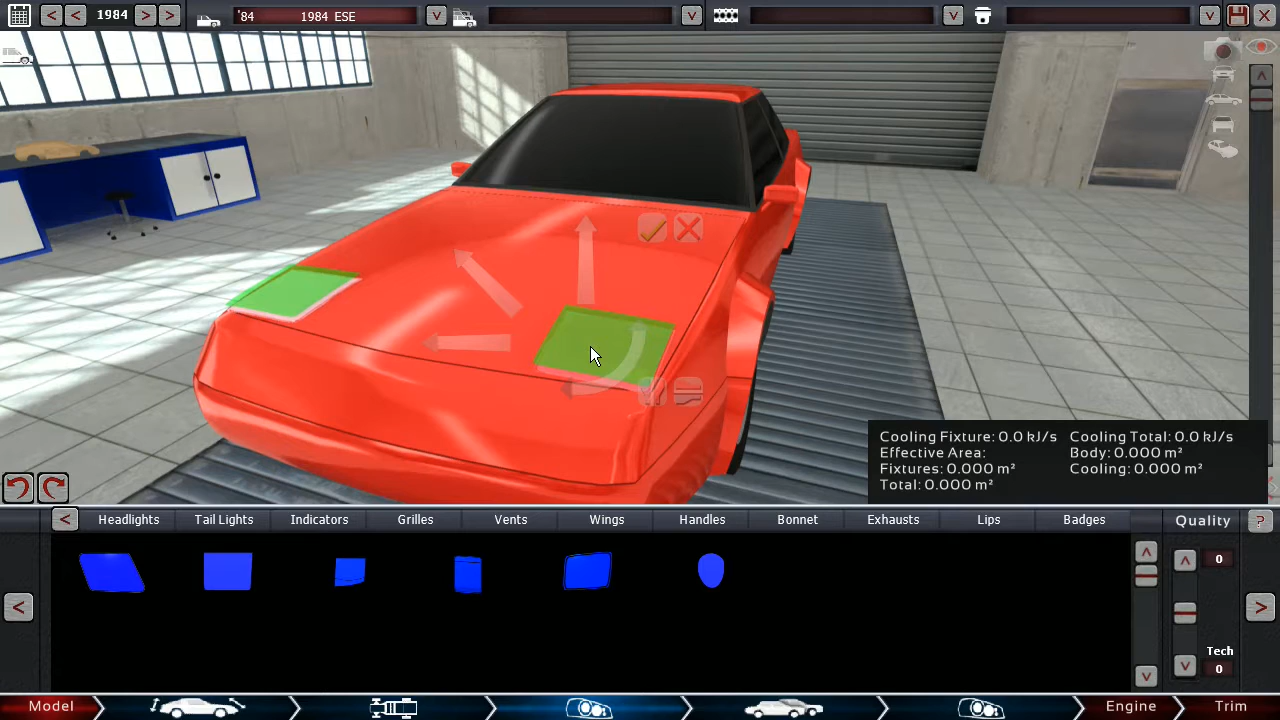 1984 '84 1984 ESE
Cooling Fixture: 0.0 kJ/s Cooling Total: 0.0 kJ/s
Effective Area: Body: 0.000 m²
Fixtures: 0.000 m² Cooling: 0.000 m²
Total: 0.000 m²
< Headlights Tail Lights Indicators Grilles Vents Wings Handles Bonnet Exhausts Lips Badges Quality ?
0
Tech
0
Model Engine Trim